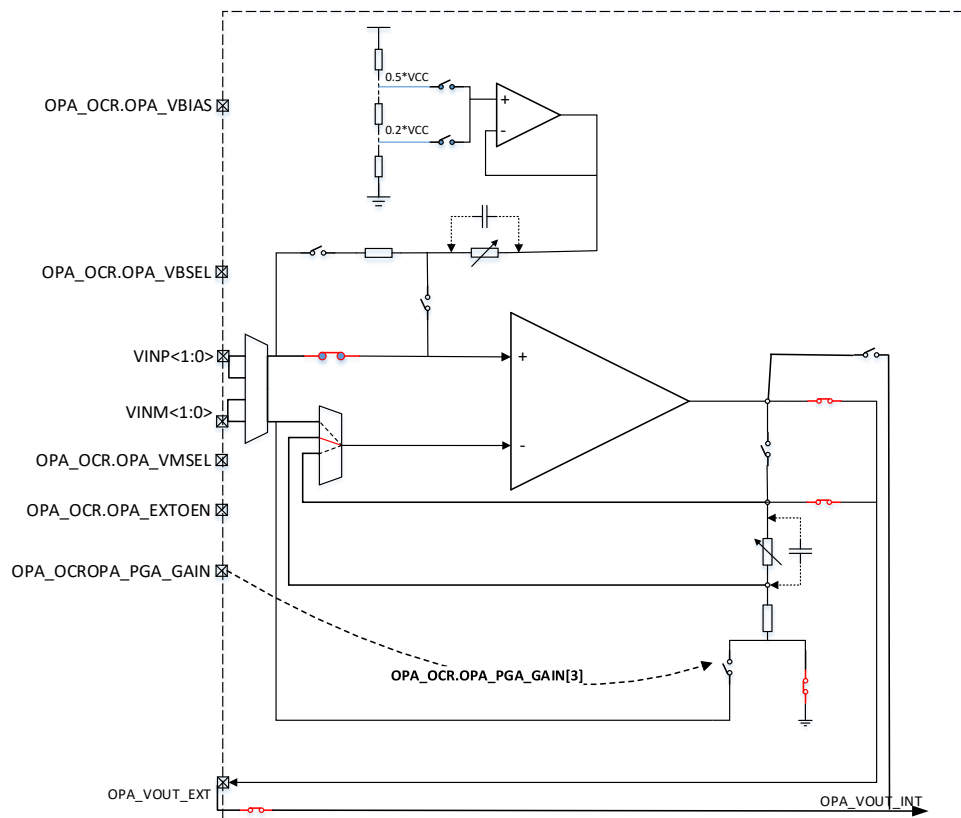 0.5*VCC
OPA_OCR.OPA_VBIAS
+
-
0.2*VCC
OPA_OCR.OPA_VBSEL
VINP<1:0>
+
VINM<1:0>
-
OPA_OCR.OPA_VMSEL
OPA_OCR.OPA_EXTOEN
OPA_OCROPA_PGA_GAIN
OPA_OCR.OPA_PGA_GAIN[3]
OPA_VOUT_EXT
OPA_VOUT_INT